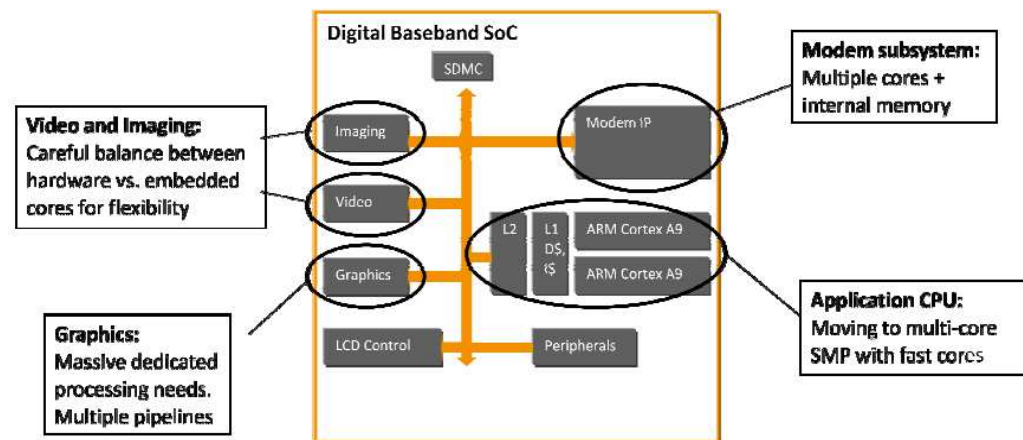 Digital Baseband SoC
SDMC
Imaging
Modem IP
Video
L2
L1
D$,
I$
ARM Cortex A9
ARM Cortex A9
Graphics
LCD Control
Peripherals
Video and Imaging:
Careful balance between
hardware vs. embedded
cores for flexibility
Graphics:
Massive dedicated
processing needs.
Multiple pipelines
Modem subsystem:
Multiple cores +
internal memory
Application CPU:
Moving to multi-core
SMP with fast cores